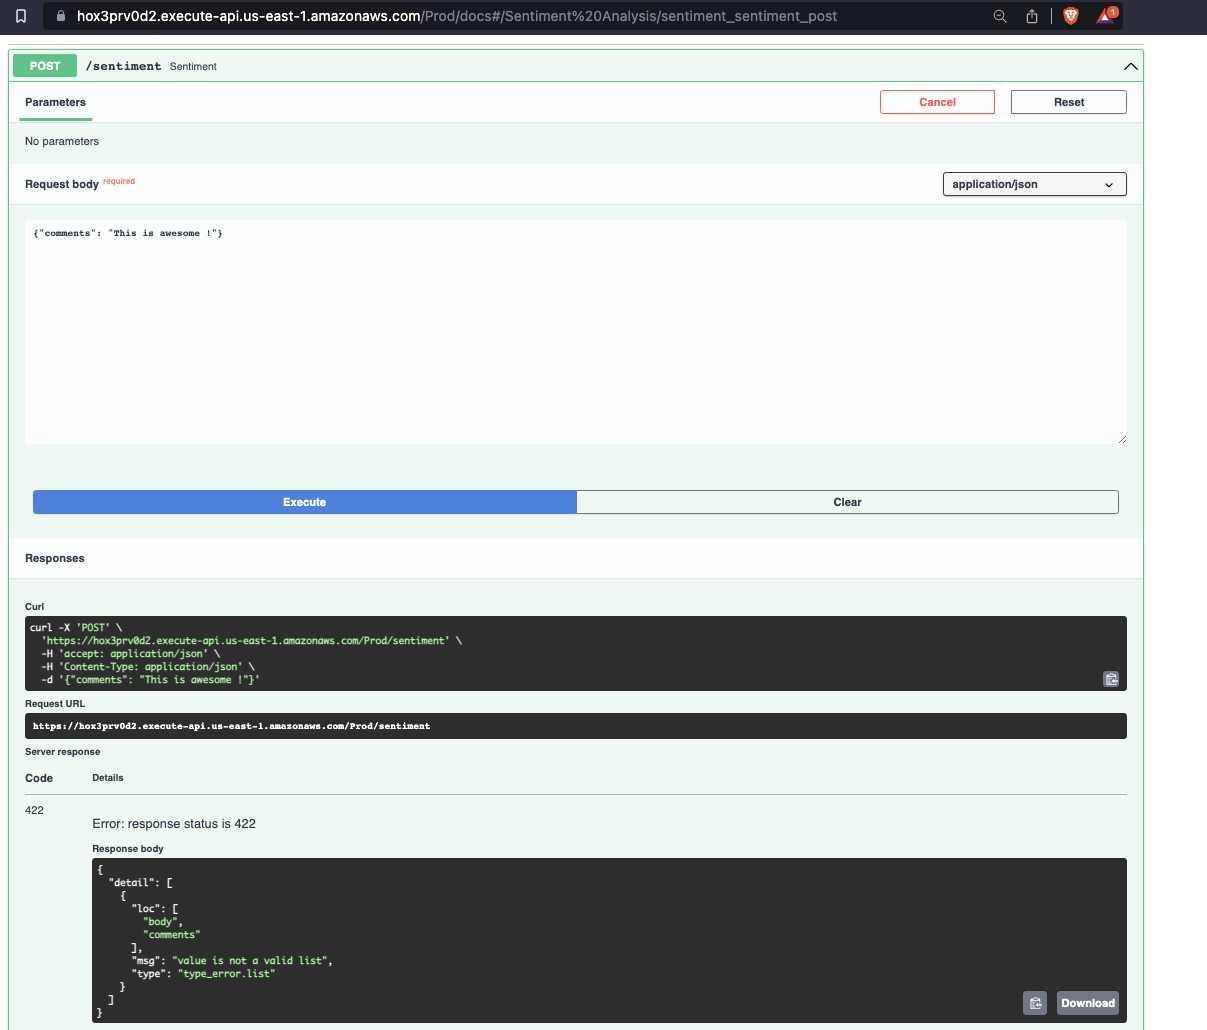 hox3prv0d2.execute-api.us-east-1.amazonaws.com/Prod/docs#/Sentiment%20Analysis/sentiment_sentiment_post
1
POST /sentiment Sentiment
Parameters
Cancel
Reset
No parameters
Request body required
application/json
{"comments": "This is awesome !"}
Execute
Clear
Responses
Curl
curl -X 'POST' \
'https://hox3prv0d2.execute-api.us-east-1.amazonaws.com/Prod/sentiment' \
-H 'accept: application/json' \
-H 'Content-Type: application/json' \
-d '{"comments": "This is awesome !"}'
Request URL
https://hox3prv0d2.execute-api.us-east-1.amazonaws.com/Prod/sentiment
Server response
Code Details
422
Error: response status is 422
Response body
{
"detail": [
{
"loc": [
"body",
"comments"
],
"msg": "value is not a valid list",
"type": "type_error.list"
}
]
}
Download